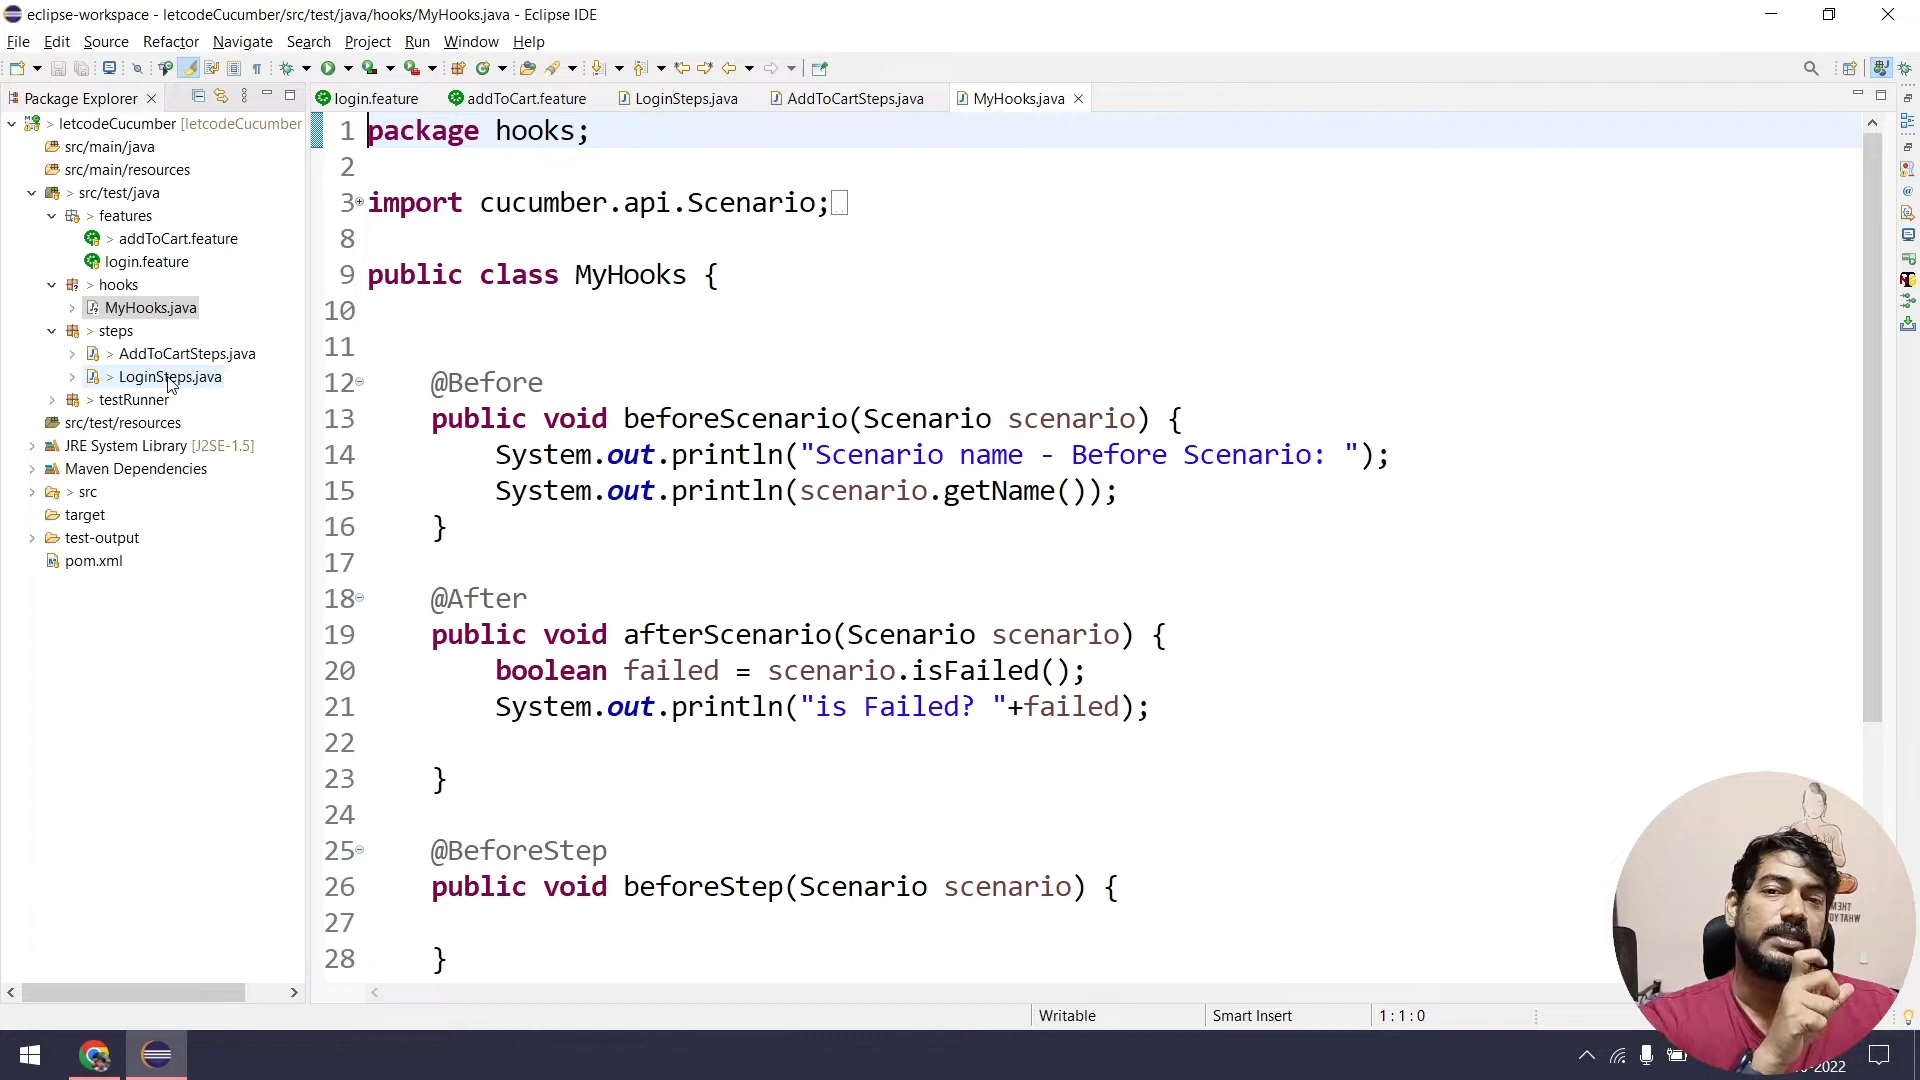 eclipse-workspace - letcodeCucumber/src/test/java/hooks/MyHooks.java - Eclipse IDE
File Edit Source Refactor Navigate Search Project Run Window Help
Package Explorer
login.feature addToCart.feature LoginSteps.java AddToCartSteps.java MyHooks.java
> letcodeCucumber [letcodeCucumber
src/main/java
src/main/resources
> src/test/java
> features
> addToCart.feature
login.feature
> hooks
MyHooks.java
> steps
> AddToCartSteps.java
> LoginSteps.java
> testRunner
src/test/resources
JRE System Library [J2SE-1.5]
Maven Dependencies
> src
target
test-output
pom.xml
1 package hooks;
2
3 import cucumber.api.Scenario;
8
9 public class MyHooks {
10
11
12 @Before
13 public void beforeScenario(Scenario scenario) {
14 System.out.println("Scenario name - Before Scenario: ");
15 System.out.println(scenario.getName());
16 }
17
18 @After
19 public void afterScenario(Scenario scenario) {
20 boolean failed = scenario.isFailed();
21 System.out.println("is Failed? "+failed);
22
23 }
24
25 @BeforeStep
26 public void beforeStep(Scenario scenario) {
27
28 }
Writable Smart Insert 1 : 1 : 0
-2022